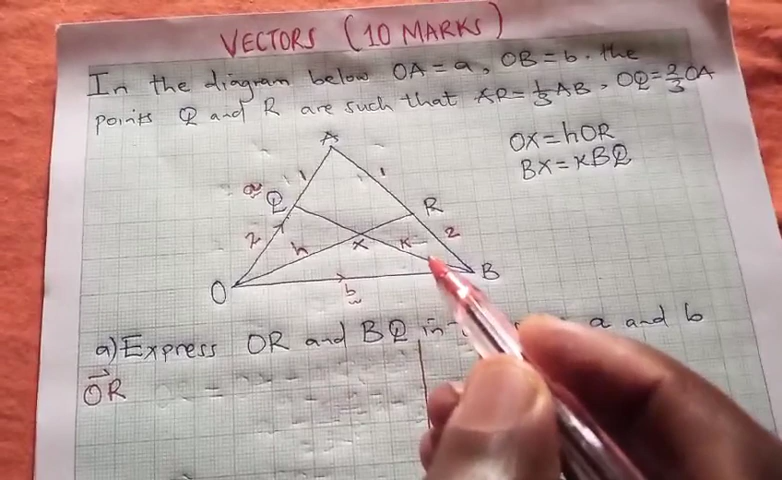 VECTORS (10 MARKS)
In the diagram below OA = a, OB = b. the
points Q and R are such that AR = 1/3 AB, OQ = 2/3 OA
OX = hOR
BX = KBQ
A
1
1
a
Q
R
2
h
X
K
2
O
B
b
a) Express OR and BQ in a and b
OR